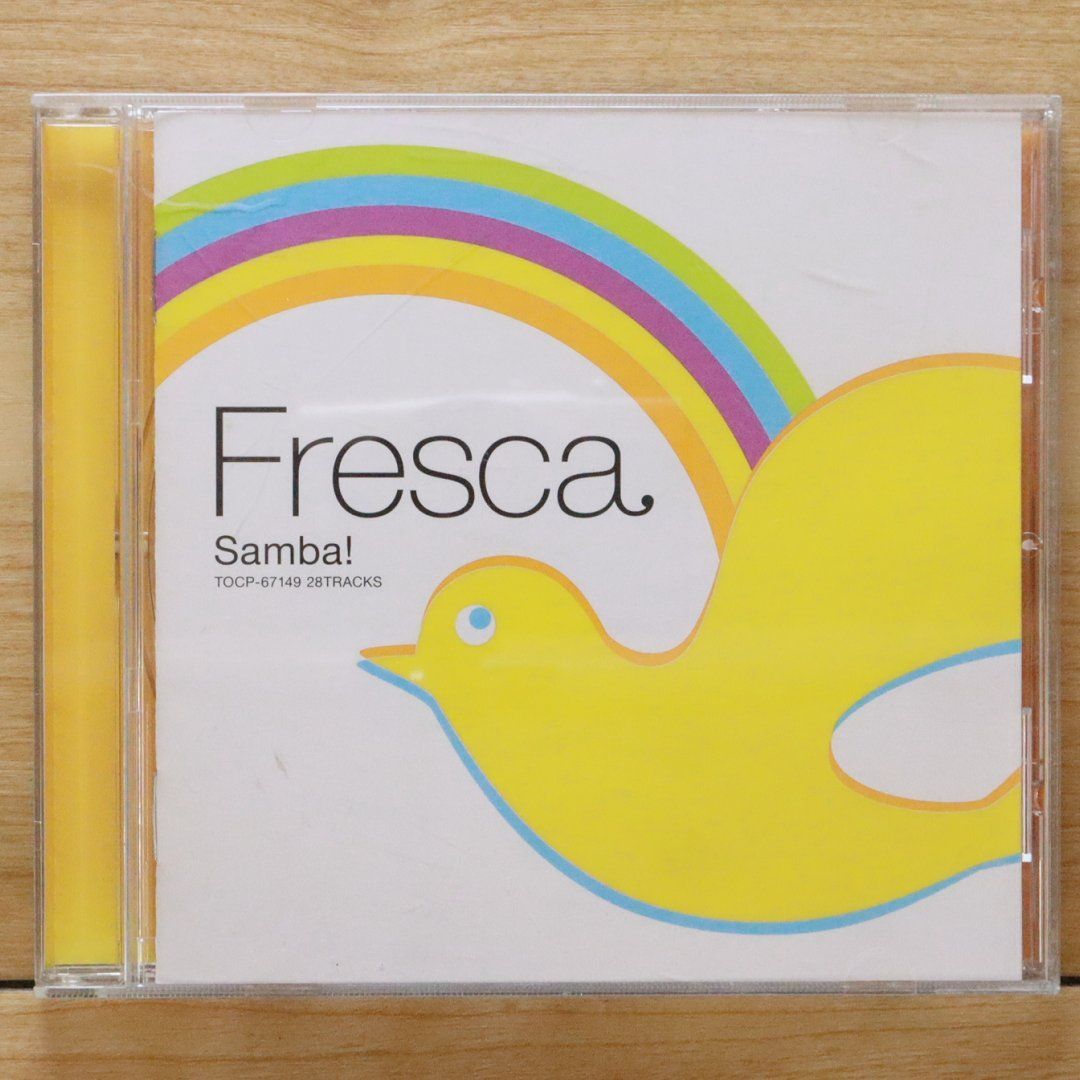 Fresca.
Samba!
TOCP-67149 28TRACKS